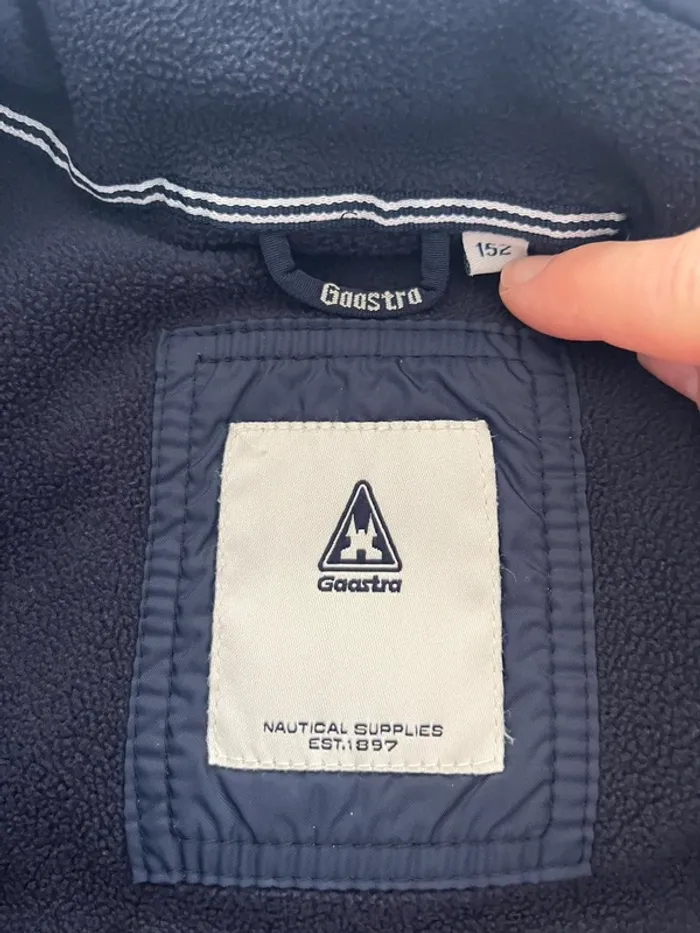 152
Gaastra
Gaastra
NAUTICAL SUPPLIES
EST.1897